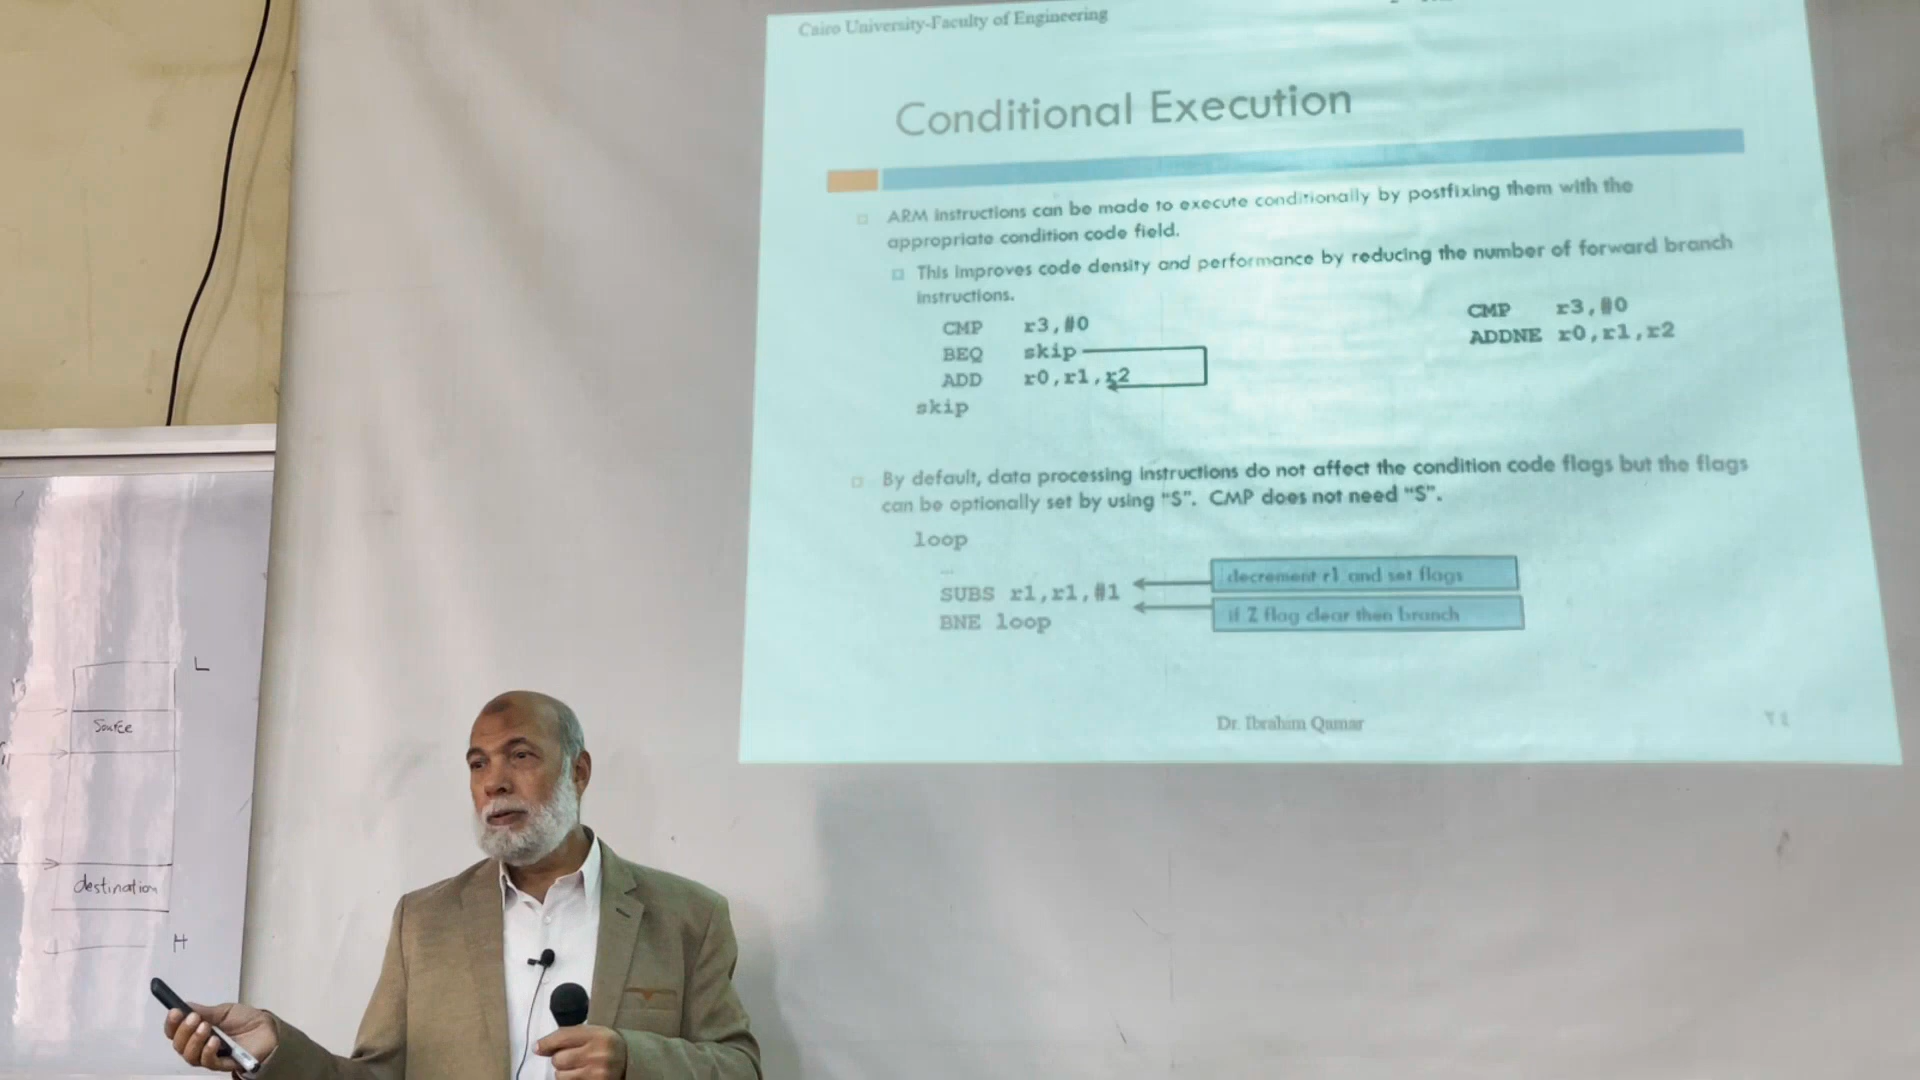 Cairo University-Faculty of Engineering
Conditional Execution
ARM instructions can be made to execute conditionally by postfixing them with the
appropriate condition code field.
This improves code density and performance by reducing the number of forward branch
instructions.
CMP r3,#0
BEQ skip
ADD r0,r1,r2
skip
CMP r3,#0
ADDNE r0,r1,r2
By default, data processing instructions do not affect the condition code flags but the flags
can be optionally set by using “S”. CMP does not need “S”.
loop
...
SUBS r1,r1,#1
BNE loop
decrement r1 and set flags
if Z flag clear then branch
Dr. Ibrahim Qamar
٢٤
L
Source
destination
H